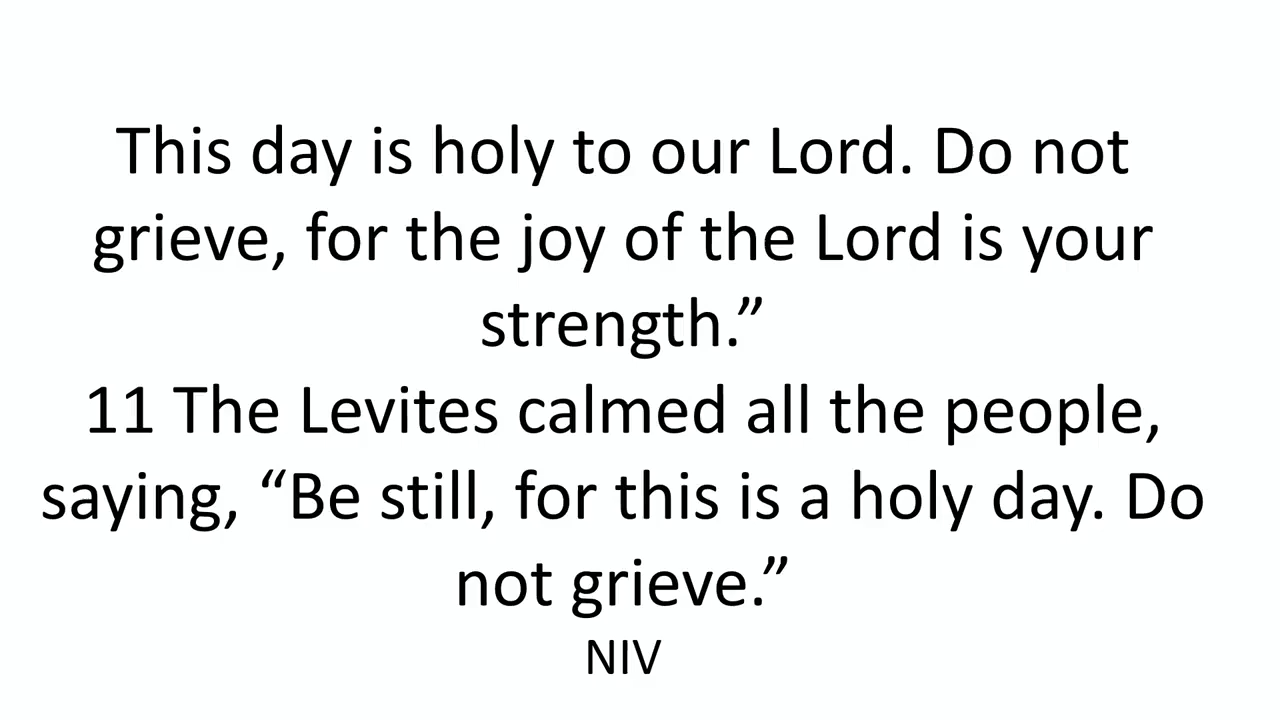 This day is holy to our Lord. Do not
grieve, for the joy of the Lord is your
strength.”
11 The Levites calmed all the people,
saying, “Be still, for this is a holy day. Do
not grieve.”
NIV